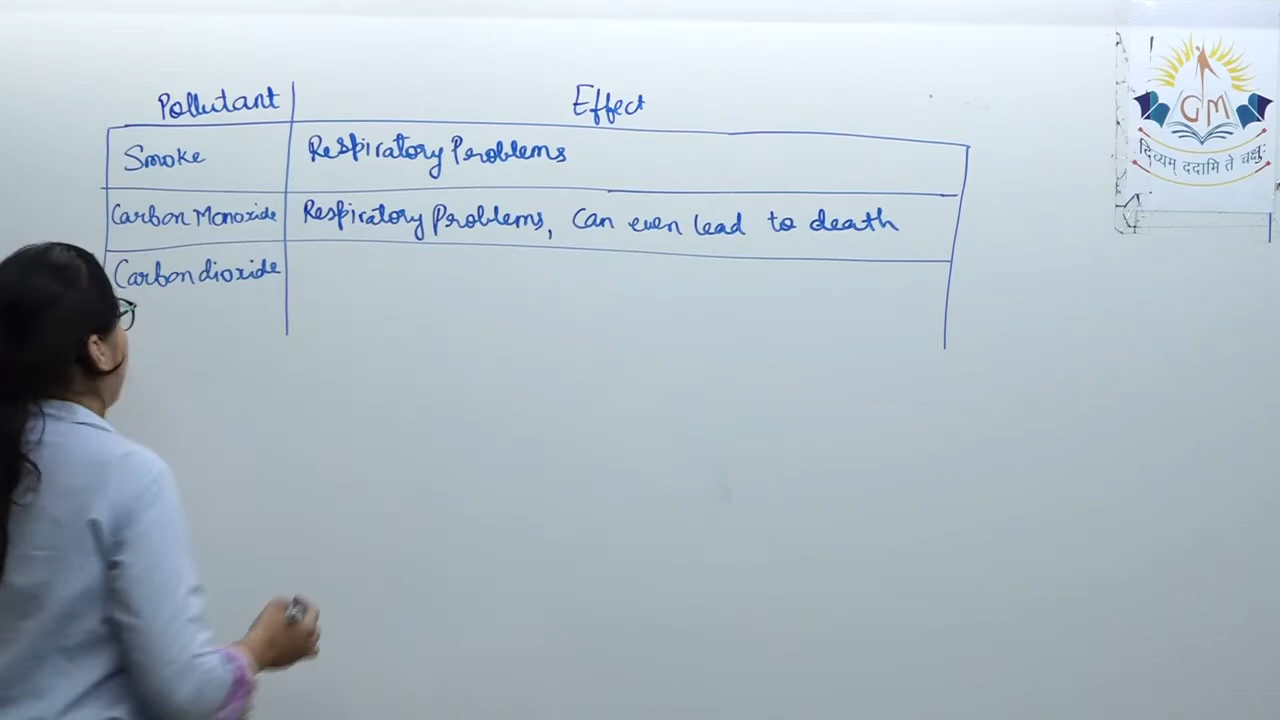 Pollutant Effect
Smoke Respiratory Problems
Carbon Monoxide Respiratory Problems, Can even lead to death
Carbondioxide
GM
दिव्यम् ददामि ते चक्षुः